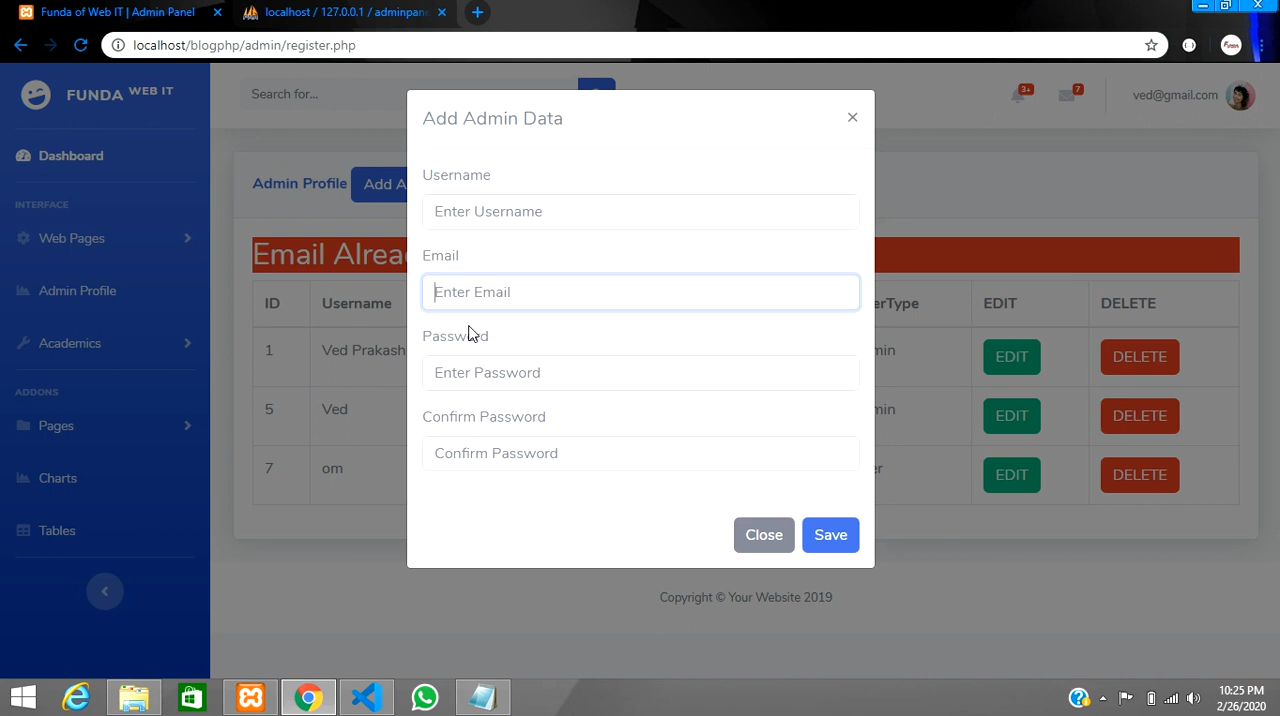 Funda of Web IT | Admin Panel
localhost / 127.0.0.1 / adminpane
localhost/blogphp/admin/register.php
FUNDA WEB IT
Search for...
3+
7
ved@gmail.com
Dashboard
INTERFACE
Web Pages
Admin Profile
Academics
ADDONS
Pages
Charts
Tables
Admin Profile
Add A
Email Alrea
ID Username erType EDIT DELETE
1 Ved Prakash min EDIT DELETE
5 Ved min EDIT DELETE
7 om er EDIT DELETE
Add Admin Data
×
Username
Enter Username
Email
Enter Email
Password
Enter Password
Confirm Password
Confirm Password
Close Save
Copyright © Your Website 2019
10:25 PM
2/26/2020